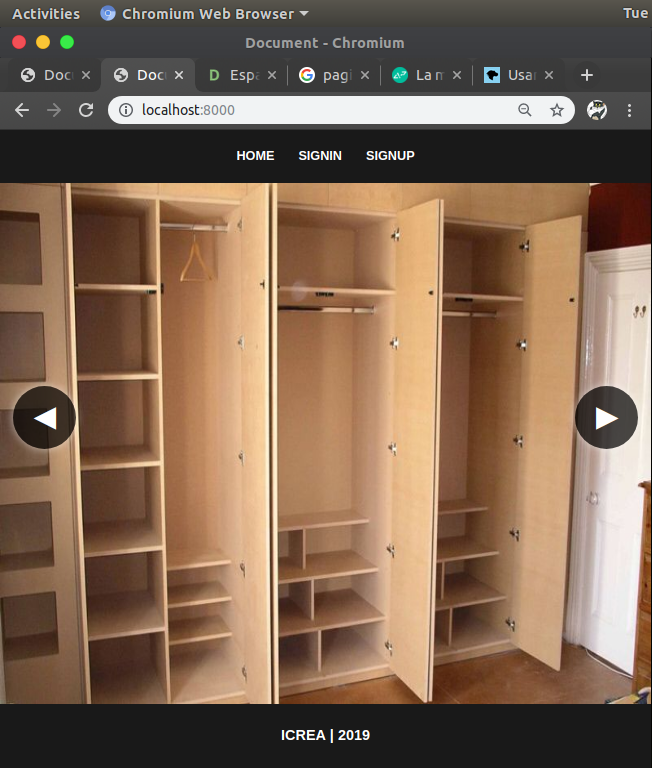 Activities Chromium Web Browser Tue
Document - Chromium
Doc Doc Espa pagi La m Usar
localhost:8000
HOME SIGNIN SIGNUP
ICREA | 2019